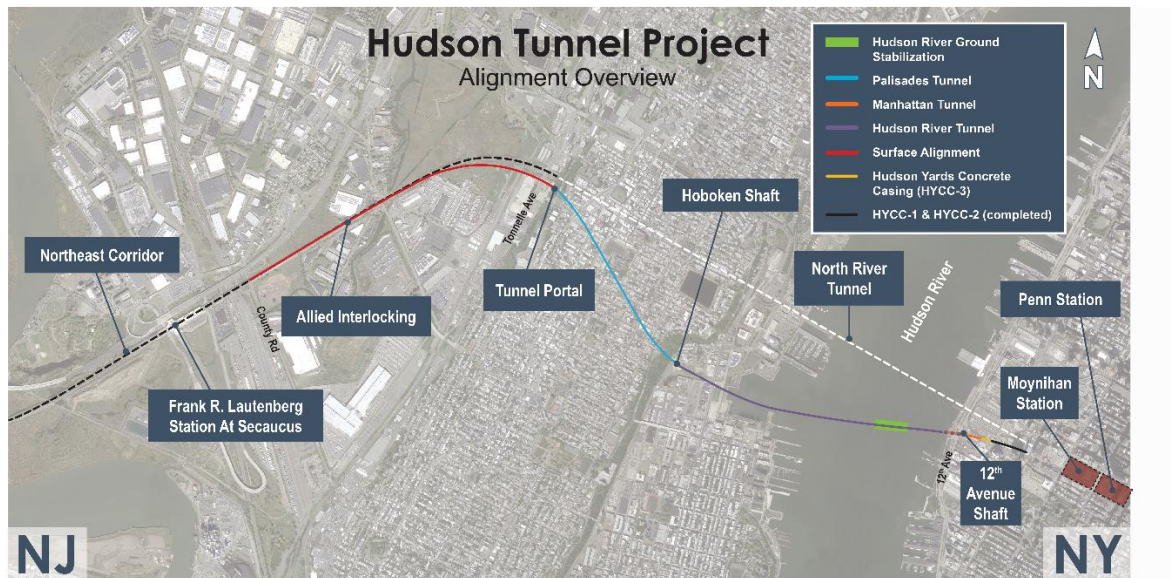 Hudson Tunnel Project
Alignment Overview
Hudson River Ground
Stabilization
Palisades Tunnel
Manhattan Tunnel
Hudson River Tunnel
Surface Alignment
Hudson Yards Concrete
Casing (HYCC-3)
HYCC-1 & HYCC-2 (completed)
N
Northeast Corridor
Frank R. Lautenberg
Station At Secaucus
County Rd
Allied Interlocking
Tonnelle Ave
Tunnel Portal
Hoboken Shaft
North River
Tunnel
Hudson River
Penn Station
Moynihan
Station
12th Ave
12th
Avenue
Shaft
NJ
NY